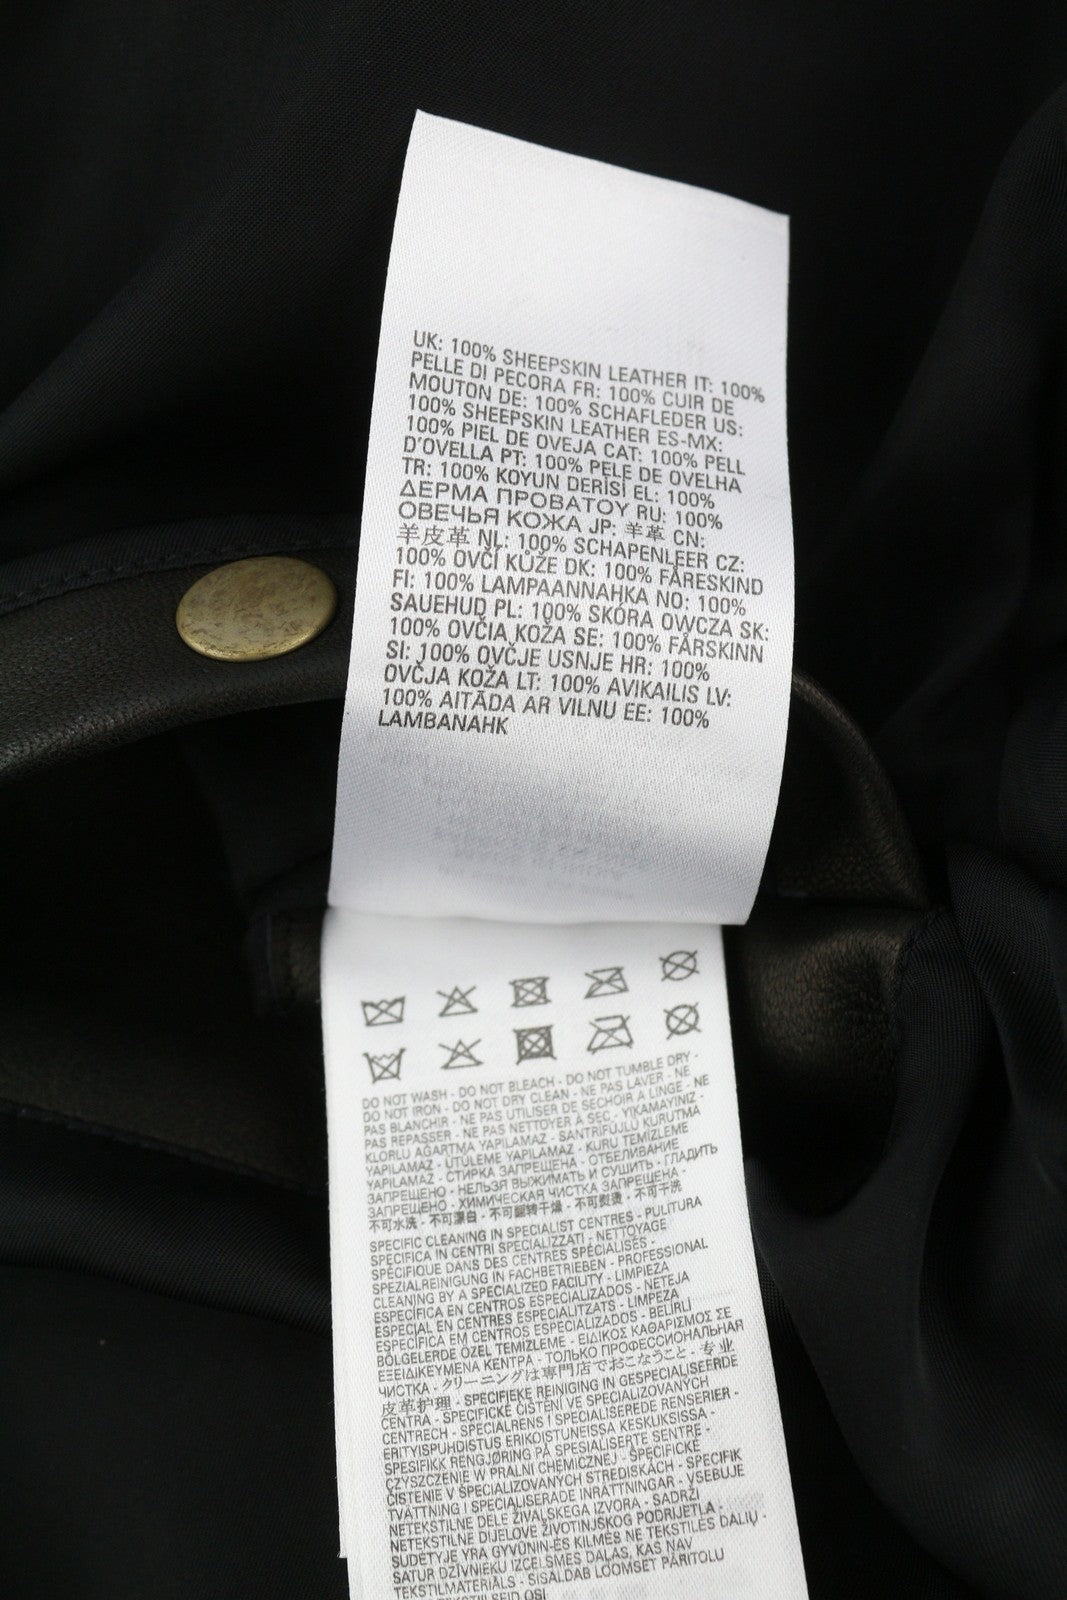 UK: 100% SHEEPSKIN LEATHER IT: 100%
PELLE DI PECORA FR: 100% CUIR DE
MOUTON DE: 100% SCHAFLEDER US:
100% SHEEPSKIN LEATHER ES-MX:
100% PIEL DE OVEJA CAT: 100% PELL
D'OVELLA PT: 100% PELE DE OVELHA
TR: 100% KOYUN DERİSİ EL: 100%
ΔΕΡΜΑ ΠΡΟΒΑΤΟΥ RU: 100%
ОВЕЧЬЯ КОЖА JP: 羊革 CN:
羊皮革 NL: 100% SCHAPENLEER CZ:
100% OVČÍ KŮŽE DK: 100% FÅRESKIND
FI: 100% LAMPAANNAHKA NO: 100%
SAUEHUD PL: 100% SKÓRA OWCZA SK:
100% OVČIA KOŽA SE: 100% FÅRSKINN
SI: 100% OVČJE USNJE HR: 100%
OVČJA KOŽA LT: 100% AVIKAILIS LV:
100% AITĀDA AR VILNU EE: 100%
LAMBANAHK
DO NOT WASH - DO NOT BLEACH - DO NOT TUMBLE DRY -
DO NOT IRON - DO NOT DRY CLEAN - NE PAS LAVER - NE
PAS BLANCHIR - NE PAS UTILISER DE SECHOIR A LINGE - NE
PAS REPASSER - NE PAS NETTOYER A SEC - YIKAMAYINIZ -
KLORLU AĞARTMA YAPILAMAZ - SANTRİFÜJLÜ KURUTMA
YAPILAMAZ - ÜTÜLEME YAPILAMAZ - KURU TEMİZLEME
YAPILAMAZ - СТИРКА ЗАПРЕЩЕНА - ОТБЕЛИВАНИЕ
ЗАПРЕЩЕНО - НЕЛЬЗЯ ВЫЖИМАТЬ И СУШИТЬ - ГЛАДИТЬ
ЗАПРЕЩЕНО - ХИМИЧЕСКАЯ ЧИСТКА ЗАПРЕЩЕНА -
不可水洗 - 不可漂白 - 不可翻转干燥 - 不可熨烫 - 不可干洗
SPECIFIC CLEANING IN SPECIALIST CENTRES - PULITURA
SPECIFICA IN CENTRI SPECIALIZZATI - NETTOYAGE
SPÉCIFIQUE DANS DES CENTRES SPÉCIALISÉS -
SPEZIALREINIGUNG IN FACHBETRIEBEN - PROFESSIONAL
CLEANING BY A SPECIALIZED FACILITY - LIMPIEZA
ESPECÍFICA EN CENTROS ESPECIALIZADOS - NETEJA
ESPECIAL EN CENTRES ESPECIALITZATS - LIMPEZA
ESPECÍFICA EM CENTROS ESPECIALIZADOS - BELİRLİ
BÖLGELERDE ÖZEL TEMİZLEME - ΕΙΔΙΚΟΣ ΚΑΘΑΡΙΣΜΟΣ ΣΕ
ΕΞΕΙΔΙΚΕΥΜΕΝΑ ΚΕΝΤΡΑ - ТОЛЬКО ПРОФЕССИОНАЛЬНАЯ
ЧИСТКА - クリーニングは専門店でおこなうこと - 专业
皮革护理 - SPECIFIEKE REINIGING IN GESPECIALISEERDE
CENTRA - SPECIFICKÉ ČIŠTĚNÍ VE SPECIALIZOVANÝCH
CENTRECH - SPECIALRENS I SPECIALISEREDE RENSERIER -
ERITYISPUHDISTUS ERIKOISTUNEISSA KESKUKSISSA -
SPESIFIKK RENGJØRING PÅ SPESIALISERTE SENTRE -
CZYSZCZENIE W PRALNI CHEMICZNEJ - ŠPECIFICKÉ
ČISTENIE V ŠPECIALIZOVANÝCH STREDISKÁCH - SPECIFIK
TVÄTTNING I SPECIALISERADE INRÄTTNINGAR - VSEBUJE
NETEKSTILNE DELE ŽIVALSKEGA IZVORA - SADRŽI
NETEKSTILNE DIJELOVE ŽIVOTINJSKOG PODRIJETLA -
SUDĖTYJE YRA GYVŪNINĖS KILMĖS NE TEKSTILĖS DALIŲ -
SATUR DZĪVNIEKU IZCELSMES DAĻAS, KAS NAV
TEKSTILMATERIĀLS - SISALDAB LOOMSET PÄRITOLU
TEKSTIILSEID OSI